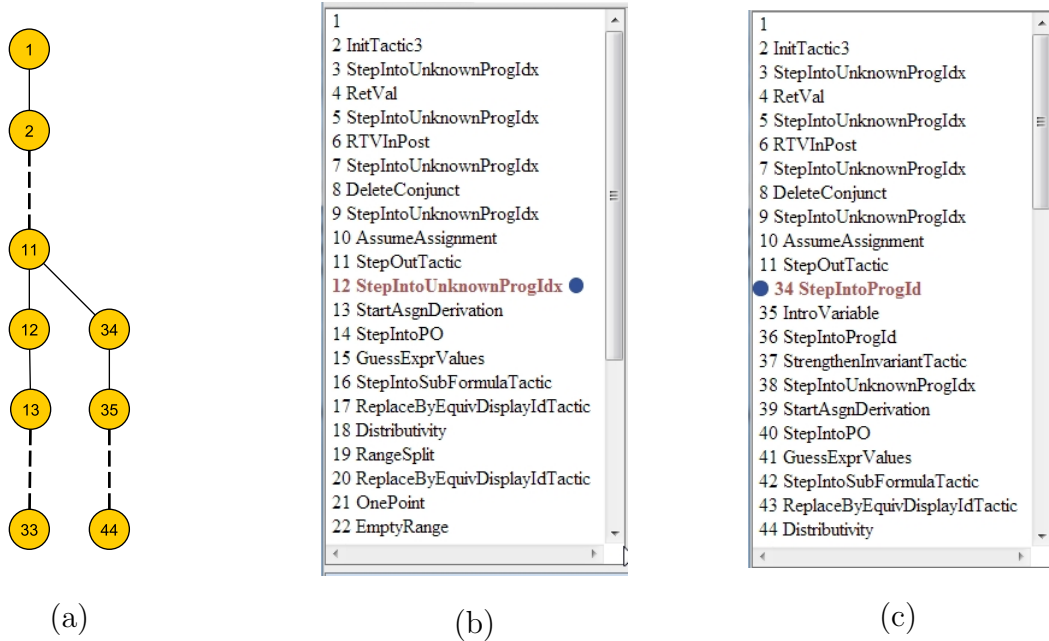 1
2
11
12
34
13
35
33
44
(a)
1
2 InitTactic3
3 StepIntoUnknownProgIdx
4 RetVal
5 StepIntoUnknownProgIdx
6 RTVInPost
7 StepIntoUnknownProgIdx
8 DeleteConjunct
9 StepIntoUnknownProgIdx
10 AssumeAssignment
11 StepOutTactic
12 StepIntoUnknownProgIdx
13 StartAsgnDerivation
14 StepIntoPO
15 GuessExprValues
16 StepIntoSubFormulaTactic
17 ReplaceByEquivDisplayIdTactic
18 Distributivity
19 RangeSplit
20 ReplaceByEquivDisplayIdTactic
21 OnePoint
22 EmptyRange
(b)
1
2 InitTactic3
3 StepIntoUnknownProgIdx
4 RetVal
5 StepIntoUnknownProgIdx
6 RTVInPost
7 StepIntoUnknownProgIdx
8 DeleteConjunct
9 StepIntoUnknownProgIdx
10 AssumeAssignment
11 StepOutTactic
34 StepIntoProgId
35 IntroVariable
36 StepIntoProgId
37 StrengthenInvariantTactic
38 StepIntoUnknownProgIdx
39 StartAsgnDerivation
40 StepIntoPO
41 GuessExprValues
42 StepIntoSubFormulaTactic
43 ReplaceByEquivDisplayIdTactic
44 Distributivity
(c)